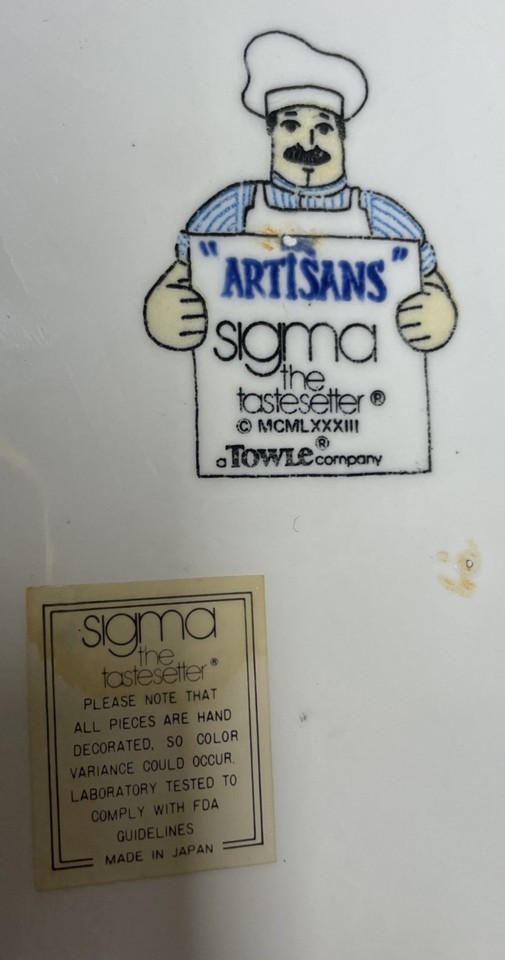 "ARTISANS"
sigma
the
tastesetter ®
© MCMLXXXIII
a TOWLE® company
sigma
the
tastesetter®
PLEASE NOTE THAT
ALL PIECES ARE HAND
DECORATED, SO COLOR
VARIANCE COULD OCCUR.
LABORATORY TESTED TO
COMPLY WITH FDA
GUIDELINES
MADE IN JAPAN